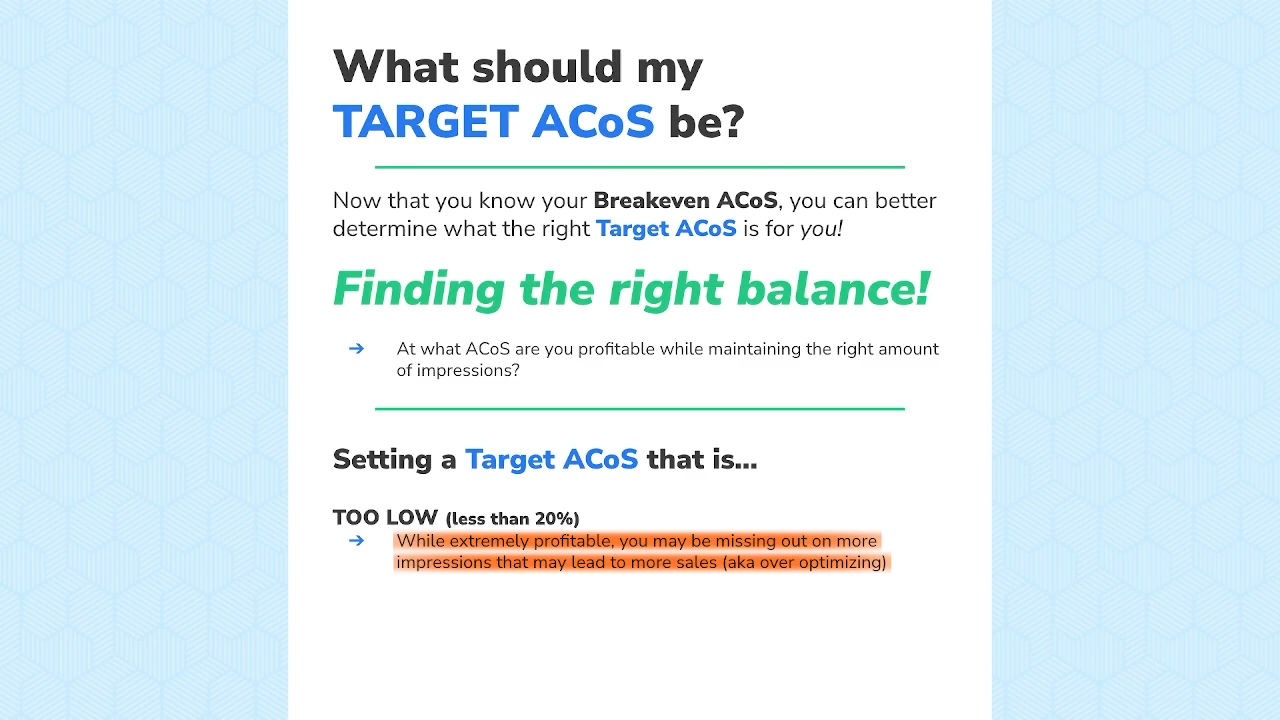 What should my
TARGET ACoS be?
Now that you know your Breakeven ACoS, you can better
determine what the right Target ACoS is for you!
Finding the right balance!
➔ At what ACoS are you profitable while maintaining the right amount
of impressions?
Setting a Target ACoS that is...
TOO LOW (less than 20%)
➔ While extremely profitable, you may be missing out on more
impressions that may lead to more sales (aka over optimizing)